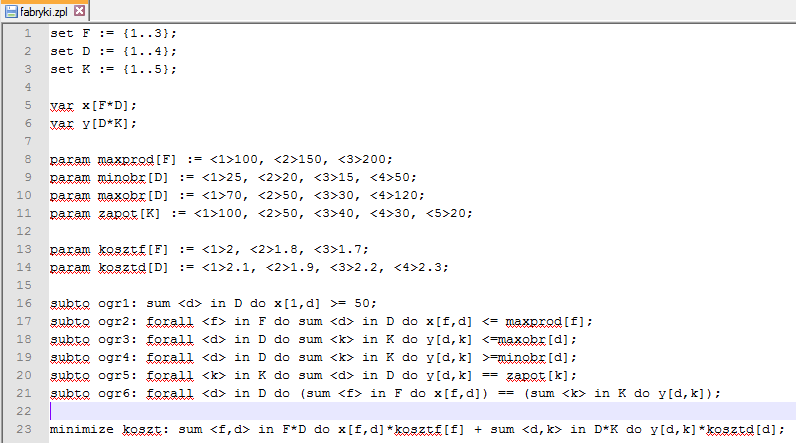 fabryki.zpl
1 set F := {1..3};
2 set D := {1..4};
3 set K := {1..5};
4
5 var x[F*D];
6 var y[D*K];
7
8 param maxprod[F] := <1>100, <2>150, <3>200;
9 param minobr[D] := <1>25, <2>20, <3>15, <4>50;
10 param maxobr[D] := <1>70, <2>50, <3>30, <4>120;
11 param zapot[K] := <1>100, <2>50, <3>40, <4>30, <5>20;
12
13 param kosztf[F] := <1>2, <2>1.8, <3>1.7;
14 param kosztd[D] := <1>2.1, <2>1.9, <3>2.2, <4>2.3;
15
16 subto ogr1: sum <d> in D do x[1,d] >= 50;
17 subto ogr2: forall <f> in F do sum <d> in D do x[f,d] <= maxprod[f];
18 subto ogr3: forall <d> in D do sum <k> in K do y[d,k] <=maxobr[d];
19 subto ogr4: forall <d> in D do sum <k> in K do y[d,k] >=minobr[d];
20 subto ogr5: forall <k> in K do sum <d> in D do y[d,k] == zapot[k];
21 subto ogr6: forall <d> in D do (sum <f> in F do x[f,d]) == (sum <k> in K do y[d,k]);
22
23 minimize koszt: sum <f,d> in F*D do x[f,d]*kosztf[f] + sum <d,k> in D*K do y[d,k]*kosztd[d];